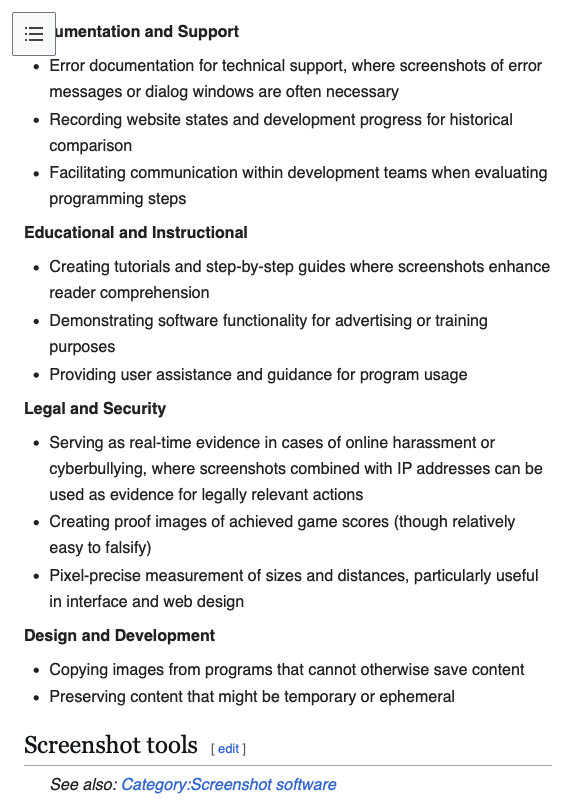 umentation and Support
Error documentation for technical support, where screenshots of error
messages or dialog windows are often necessary
Recording website states and development progress for historical
comparison
Facilitating communication within development teams when evaluating
programming steps
Educational and Instructional
Creating tutorials and step-by-step guides where screenshots enhance
reader comprehension
Demonstrating software functionality for advertising or training
purposes
Providing user assistance and guidance for program usage
Legal and Security
Serving as real-time evidence in cases of online harassment or
cyberbullying, where screenshots combined with IP addresses can be
used as evidence for legally relevant actions
Creating proof images of achieved game scores (though relatively
easy to falsify)
Pixel-precise measurement of sizes and distances, particularly useful
in interface and web design
Design and Development
Copying images from programs that cannot otherwise save content
Preserving content that might be temporary or ephemeral
Screenshot tools [ edit ]
See also: Category:Screenshot software